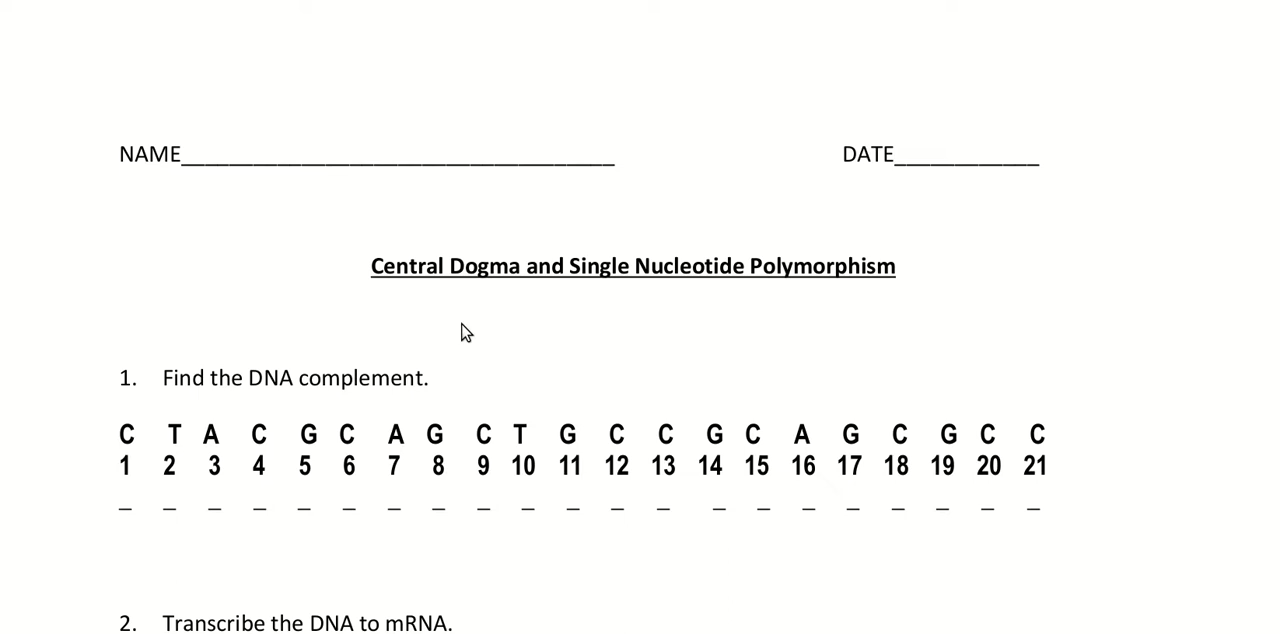 NAME____________________________________ DATE____________
Central Dogma and Single Nucleotide Polymorphism
1. Find the DNA complement.
C T A C G C A G C T G C C G C A G C G C C
1 2 3 4 5 6 7 8 9 10 11 12 13 14 15 16 17 18 19 20 21
_ _ _ _ _ _ _ _ _ _ _ _ _ _ _ _ _ _ _ _ _
2. Transcribe the DNA to mRNA.